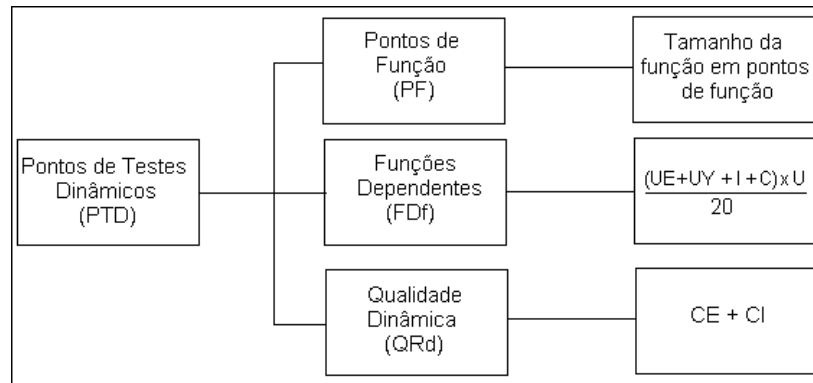 Pontos de Testes
Dinâmicos
(PTD)
Pontos de
Função
(PF)
Tamanho da
função em pontos
de função
Funções
Dependentes
(FDf)
(UE+UY +I +C) x U
20
Qualidade
Dinâmica
(QRd)
CE + CI